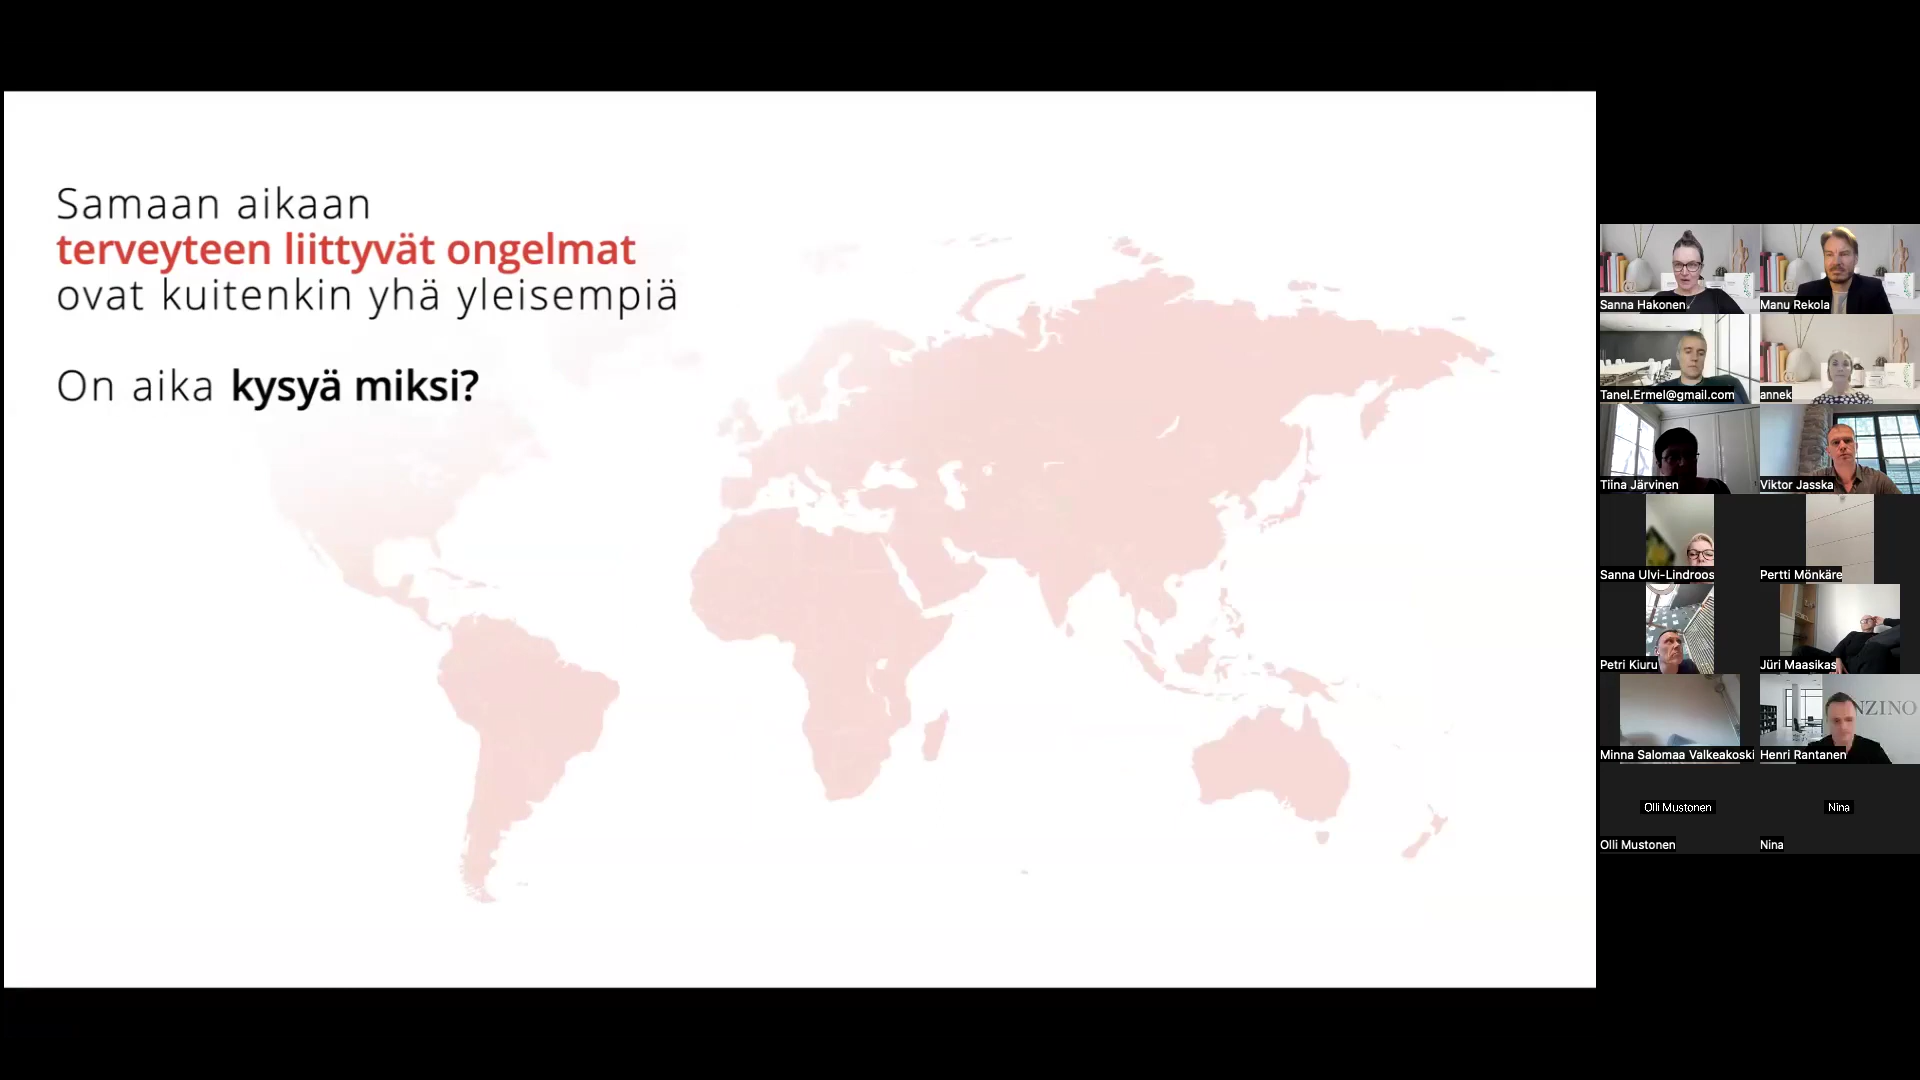 Samaan aikaan
terveyteen liittyvät ongelmat
ovat kuitenkin yhä yleisempiä
On aika kysyä miksi?
Sanna Hakonen
Manu Rekola
Tanel.Ermel@gmail.com
annek
Tiina Järvinen
Viktor Jasska
Sanna Ulvi-Lindroos
Pertti Mönkäre
Petri Kiuru
Jüri Maasikas
NZINO
Minna Salomaa Valkeakoski
Henri Rantanen
Olli Mustonen
Nina
Olli Mustonen
Nina